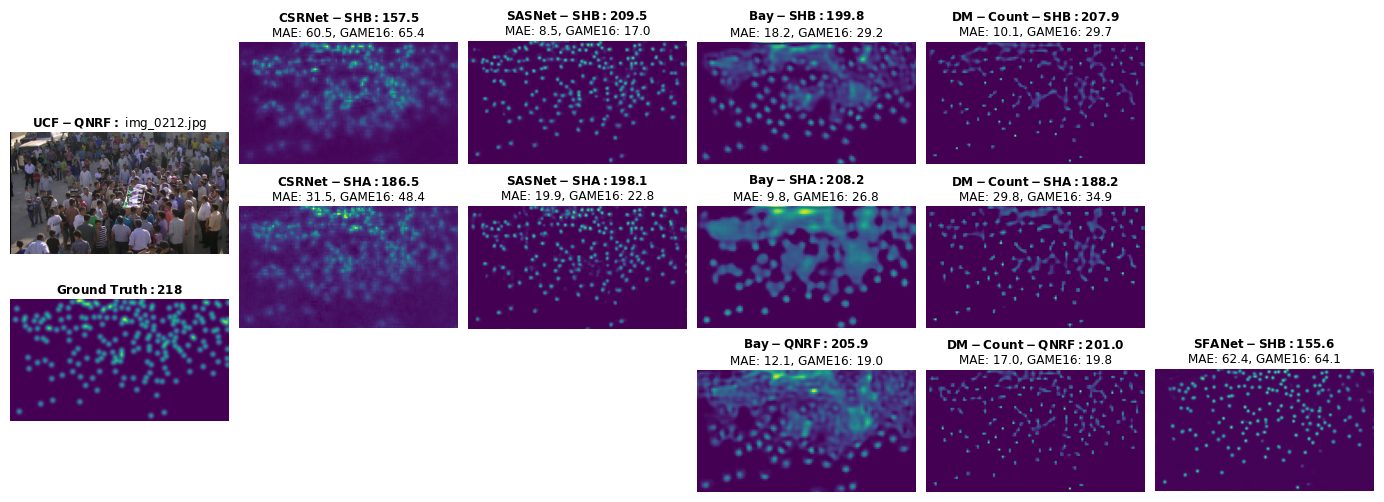 CSRNet − SHB: 157.5
MAE: 60.5, GAME16: 65.4
SASNet − SHB: 209.5
MAE: 8.5, GAME16: 17.0
Bay − SHB: 199.8
MAE: 18.2, GAME16: 29.2
DM − Count − SHB: 207.9
MAE: 10.1, GAME16: 29.7
UCF − QNRF: img_0212.jpg
CSRNet − SHA: 186.5
MAE: 31.5, GAME16: 48.4
SASNet − SHA: 198.1
MAE: 19.9, GAME16: 22.8
Bay − SHA: 208.2
MAE: 9.8, GAME16: 26.8
DM − Count − SHA: 188.2
MAE: 29.8, GAME16: 34.9
Ground Truth: 218
Bay − QNRF: 205.9
MAE: 12.1, GAME16: 19.0
DM − Count − QNRF: 201.0
MAE: 17.0, GAME16: 19.8
SFANet − SHB: 155.6
MAE: 62.4, GAME16: 64.1